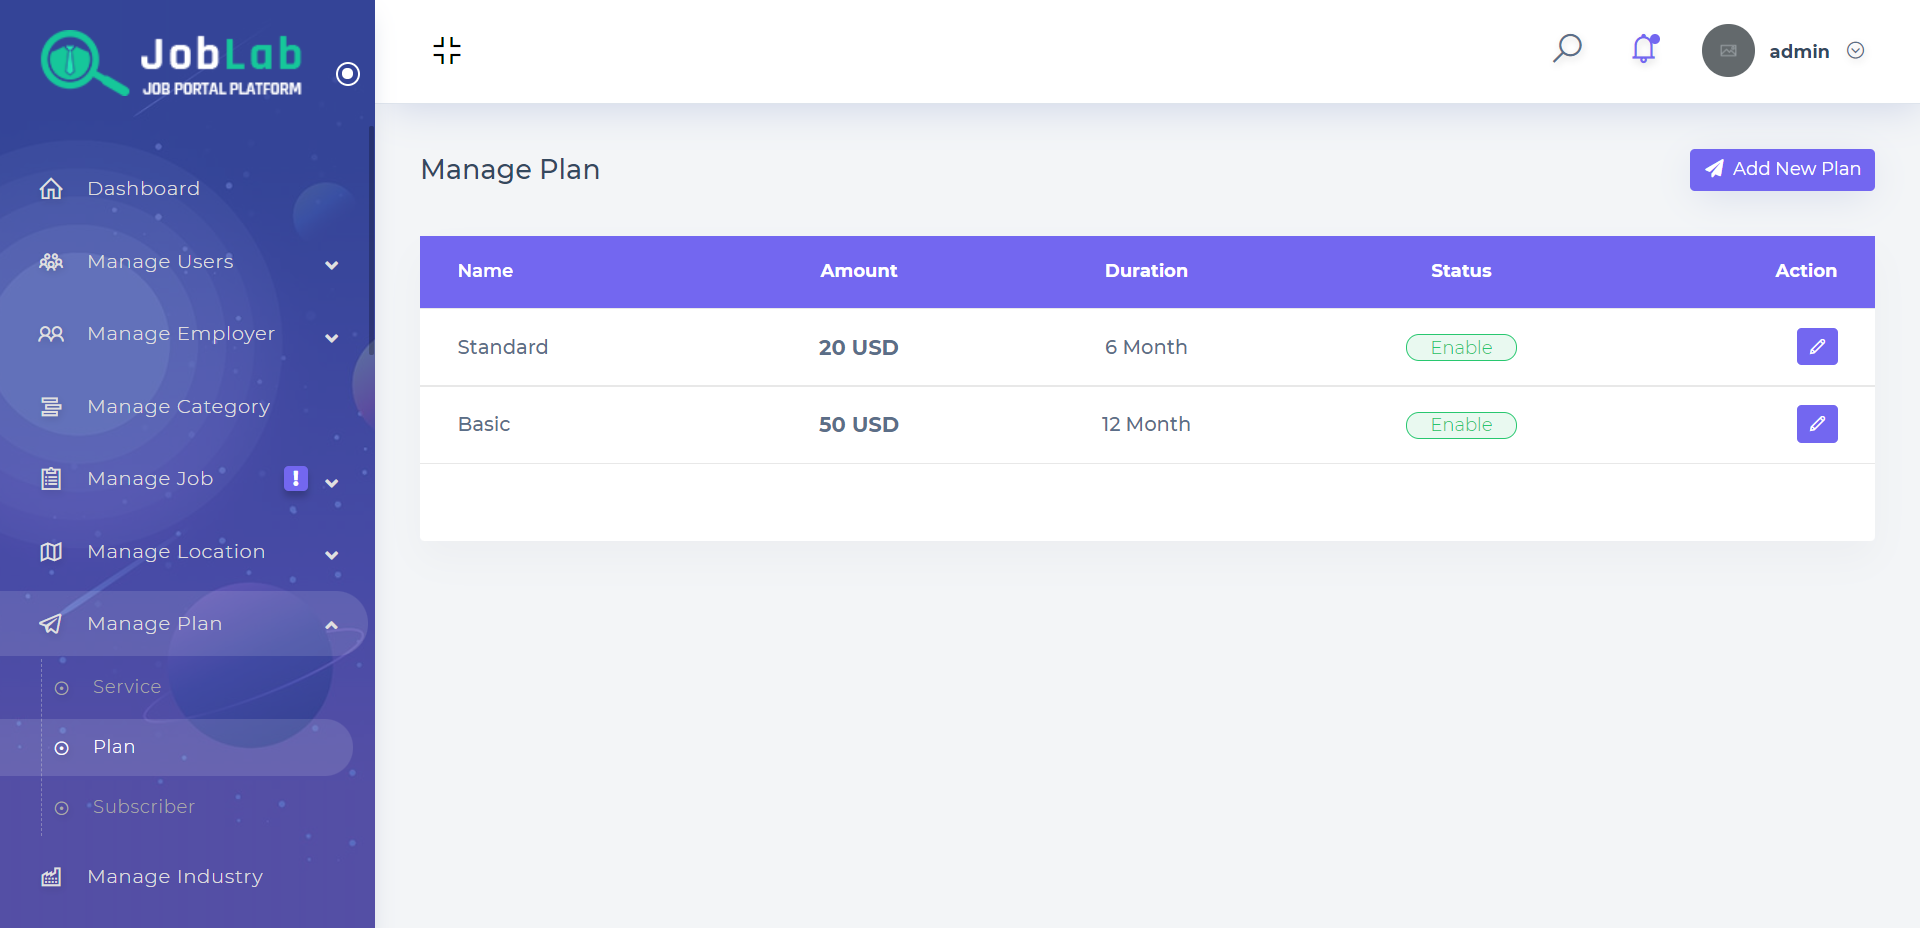 JobLab
JOB PORTAL PLATFORM
admin
Dashboard
Manage Users
Manage Employer
Manage Category
Manage Job !
Manage Location
Manage Plan
Service
Plan
Subscriber
Manage Industry
Manage Plan
Add New Plan
Name Amount Duration Status Action
Standard 20 USD 6 Month Enable
Basic 50 USD 12 Month Enable